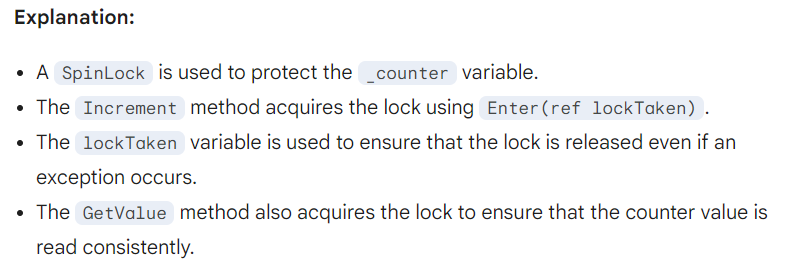 Explanation:
• A SpinLock is used to protect the _counter variable.
• The Increment method acquires the lock using Enter(ref lockTaken).
• The lockTaken variable is used to ensure that the lock is released even if an
exception occurs.
• The GetValue method also acquires the lock to ensure that the counter value is
read consistently.